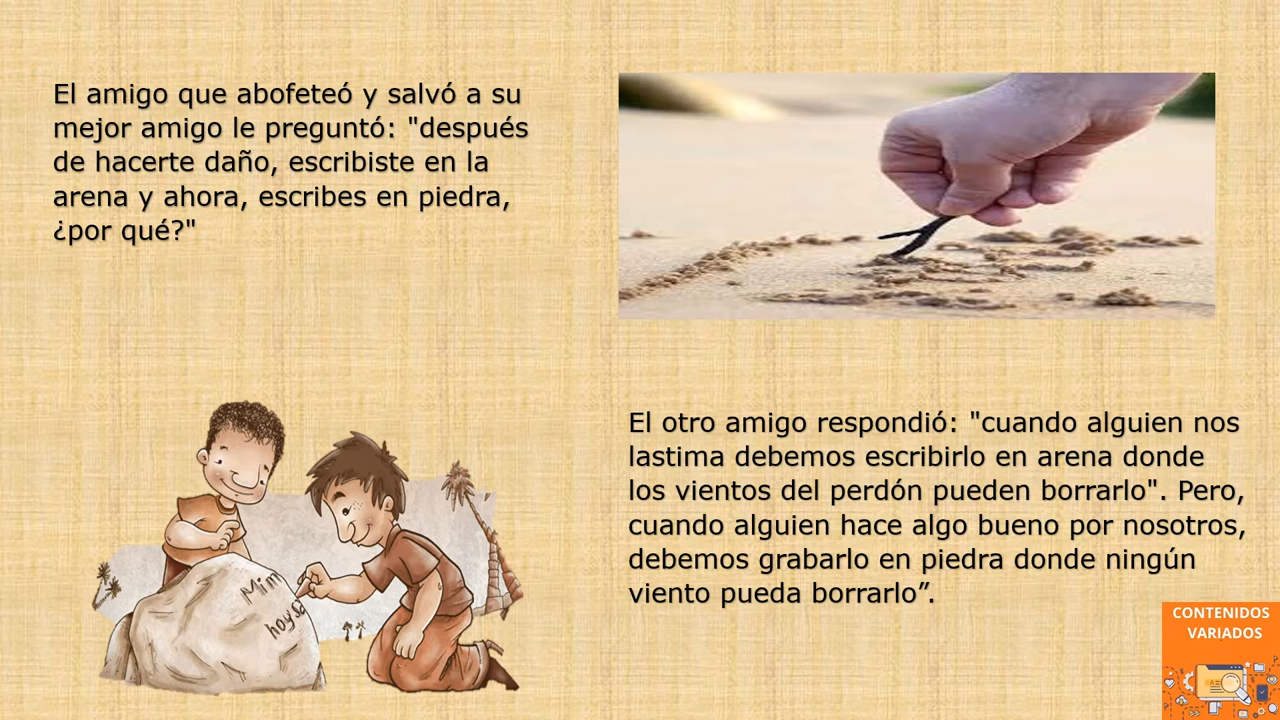 El amigo que abofeteó y salvó a su
mejor amigo le preguntó: "después
de hacerte daño, escribiste en la
arena y ahora, escribes en piedra,
¿por qué?"
El otro amigo respondió: "cuando alguien nos
lastima debemos escribirlo en arena donde
los vientos del perdón pueden borrarlo". Pero,
cuando alguien hace algo bueno por nosotros,
debemos grabarlo en piedra donde ningún
viento pueda borrarlo”.
hoy
CONTENIDOS
VARIADOS